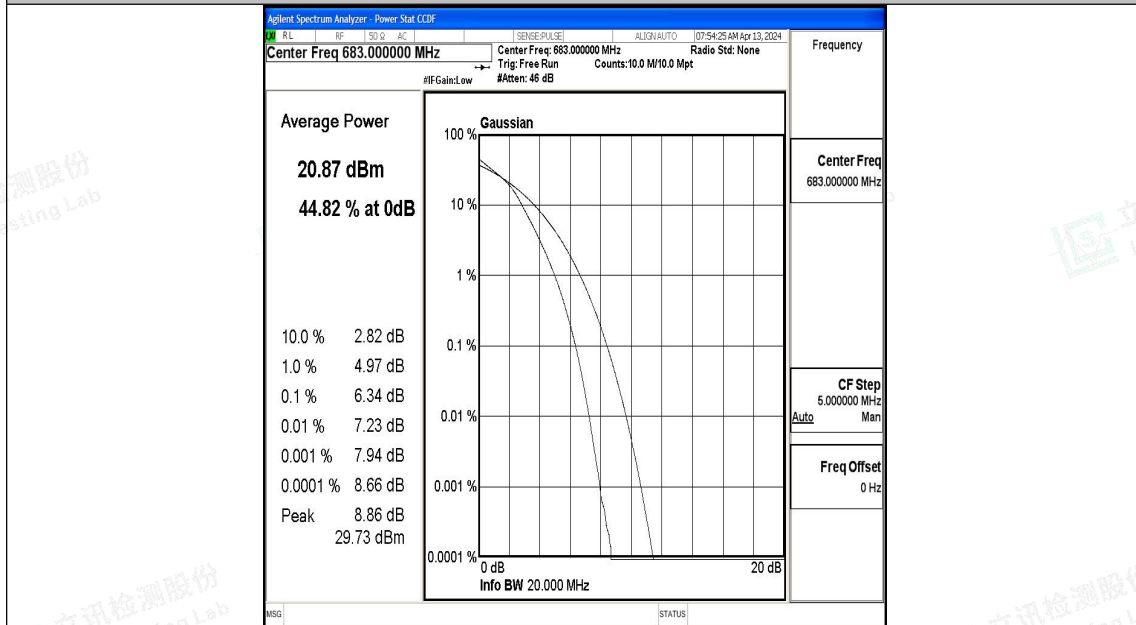 Agilent Spectrum Analyzer - Power Stat CCDF
LXI RL RF 50 Ω AC SENSE:PULSE ALIGN AUTO 07:54:25 AM Apr 13, 2024
Center Freq 683.000000 MHz
Center Freq: 683.000000 MHz Radio Std: None
Trig: Free Run Counts:10.0 M/10.0 Mpt
#IFGain:Low #Atten: 46 dB
Average Power
20.87 dBm
44.82 % at 0dB
10.0 % 2.82 dB
1.0 % 4.97 dB
0.1 % 6.34 dB
0.01 % 7.23 dB
0.001 % 7.94 dB
0.0001 % 8.66 dB
Peak 8.86 dB
29.73 dBm
Gaussian
100 %
10 %
1 %
0.1 %
0.01 %
0.001 %
0.0001 %
0 dB 20 dB
Info BW 20.000 MHz
Frequency
Center Freq
683.000000 MHz
CF Step
5.000000 MHz
Auto Man
Freq Offset
0 Hz
MSG STATUS
立讯检测股份